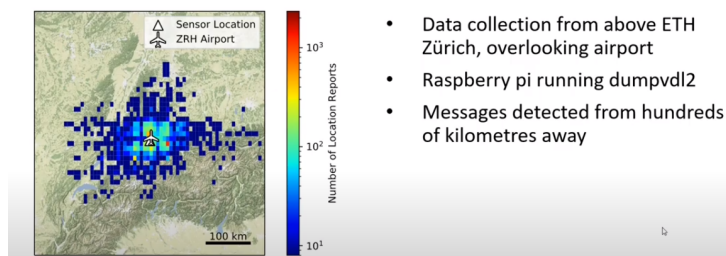 Sensor Location
ZRH Airport
100 km
10³
10²
10¹
Number of Location Reports
• Data collection from above ETH
Zürich, overlooking airport
• Raspberry pi running dumpvdl2
• Messages detected from hundreds
of kilometres away